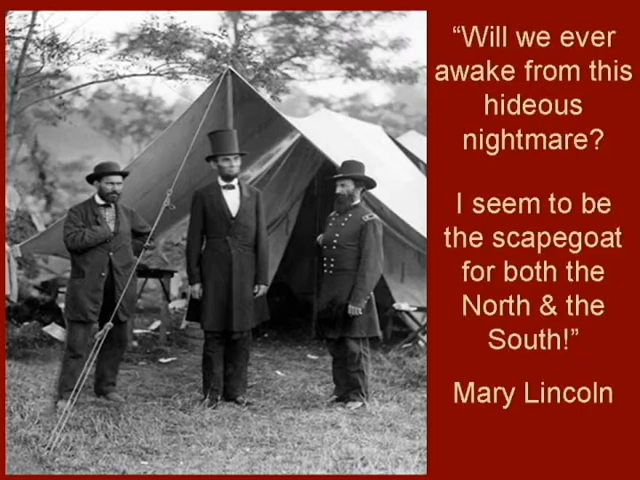 “Will we ever
awake from this
hideous
nightmare?
I seem to be
the scapegoat
for both the
North & the
South!”
Mary Lincoln